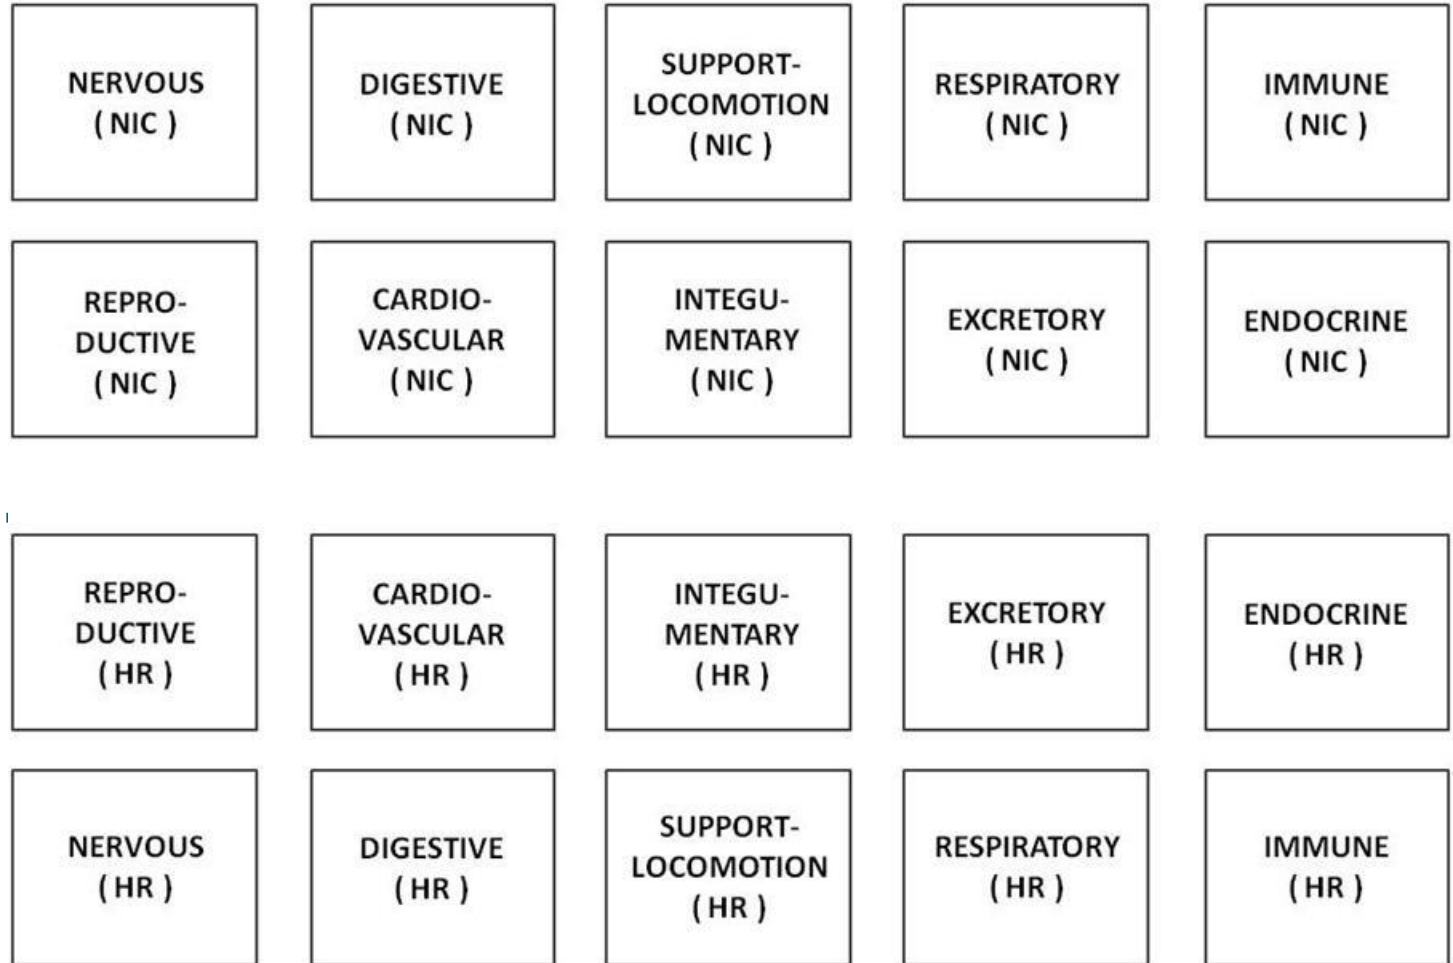 NERVOUS
( NIC )
DIGESTIVE
( NIC )
SUPPORT-
LOCOMOTION
( NIC )
RESPIRATORY
( NIC )
IMMUNE
( NIC )
REPRO-
DUCTIVE
( NIC )
CARDIO-
VASCULAR
( NIC )
INTEGU-
MENTARY
( NIC )
EXCRETORY
( NIC )
ENDOCRINE
( NIC )
REPRO-
DUCTIVE
( HR )
CARDIO-
VASCULAR
( HR )
INTEGU-
MENTARY
( HR )
EXCRETORY
( HR )
ENDOCRINE
( HR )
NERVOUS
( HR )
DIGESTIVE
( HR )
SUPPORT-
LOCOMOTION
( HR )
RESPIRATORY
( HR )
IMMUNE
( HR )